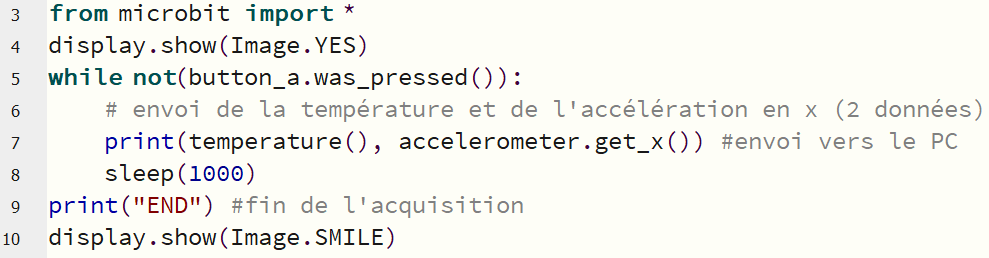 3 from microbit import *
4 display.show(Image.YES)
5 while not(button_a.was_pressed()):
6     # envoi de la température et de l'accélération en x (2 données)
7     print(temperature(), accelerometer.get_x()) #envoi vers le PC
8     sleep(1000)
9 print("END") #fin de l'acquisition
10 display.show(Image.SMILE)